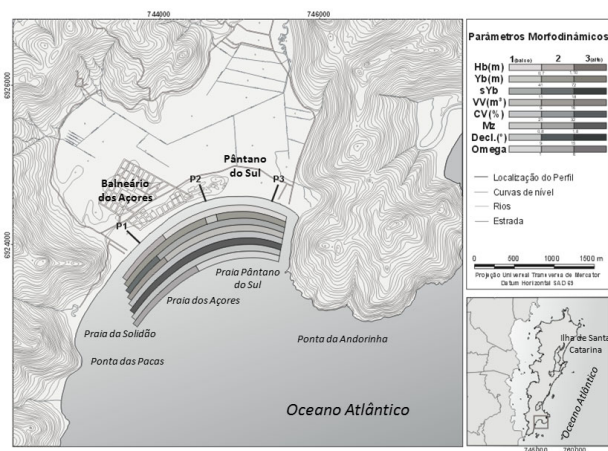 744000
746000
6926000
6924000
Pântano
do Sul
Balneário
dos Açores
P1
P2
P3
Praia Pântano
do Sul
Praia dos Açores
Praia da Solidão
Ponta das Pacas
Ponta da Andorinha
Oceano Atlântico
Parâmetros Morfodinâmicos
1(baixo) 2 3(alto)
Hb(m)
Yb(m)
sYb
VV(m³)
CV(%)
Mz
Decl.(°)
Omega
Localização do Perfil
Curvas de nível
Rios
Estrada
0 500 1000 1500 m
Projeção Universal Transversa de Mercator
Datum Horizontal SAD 69
Ilha de Santa
Catarina
Oceano Atlântico